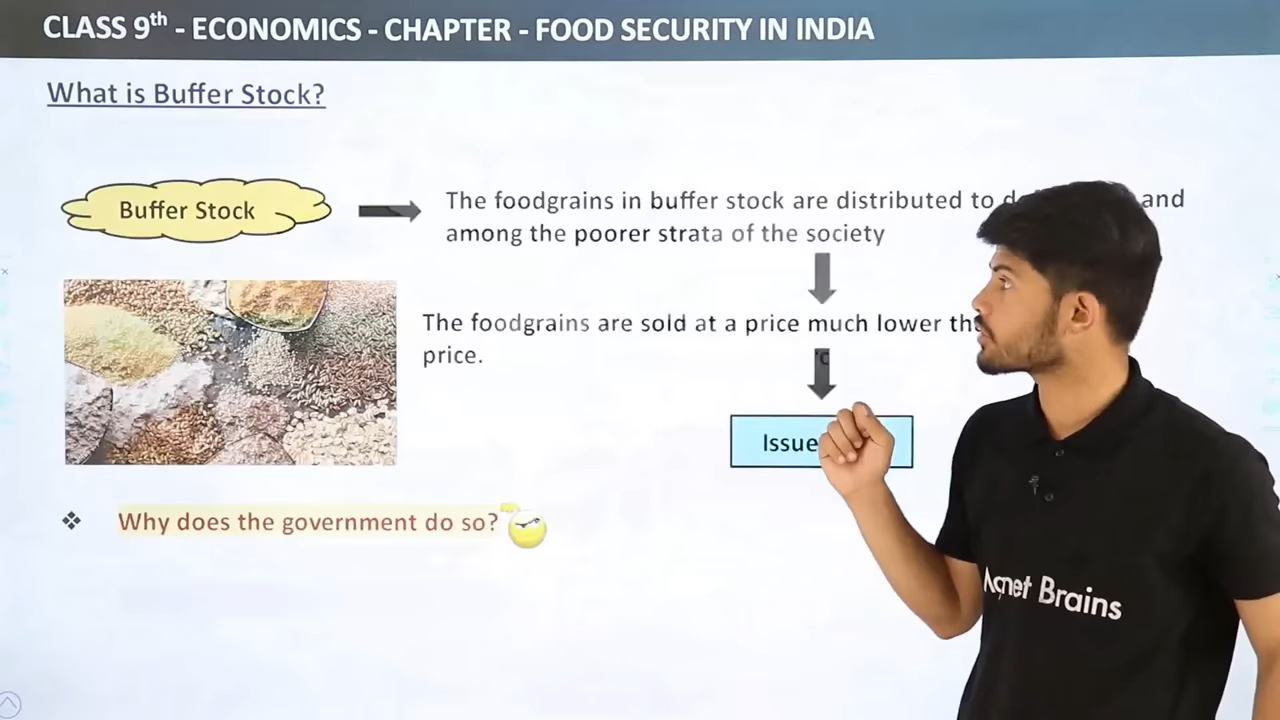 CLASS 9th - ECONOMICS - CHAPTER - FOOD SECURITY IN INDIA
What is Buffer Stock?
Buffer Stock
The foodgrains in buffer stock are distributed to and
among the poorer strata of the society
The foodgrains are sold at a price much lower
price.
Issue
Why does the government do so?
Magnet Brains